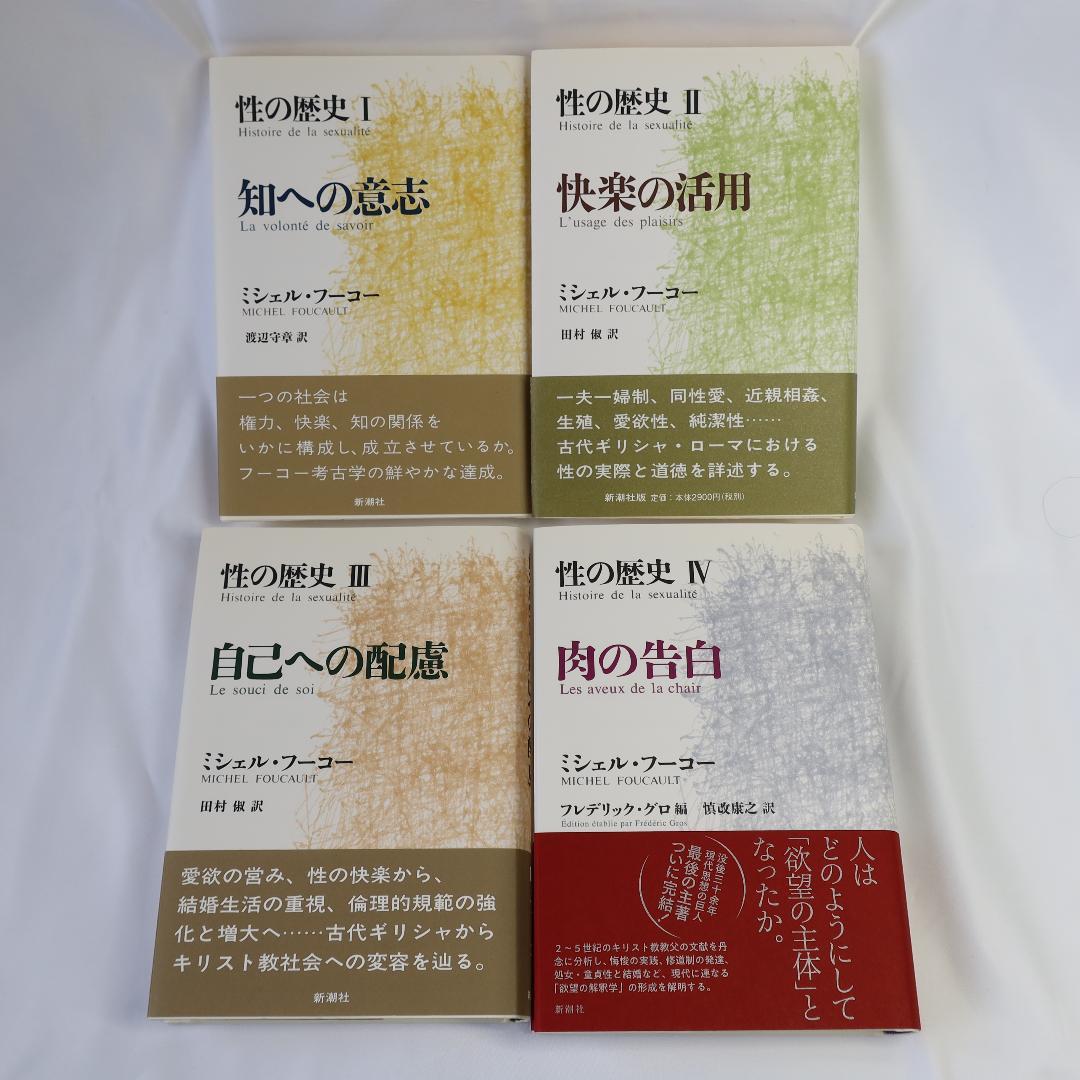 性の歴史 I
Histoire de la sexualité
知への意志
La volonté de savoir
ミシェル・フーコー
MICHEL FOUCAULT
渡辺守章 訳
一つの社会は
権力、快楽、知の関係を
いかに構成し、成立させているか。
フーコー考古学の鮮やかな達成。
新潮社
性の歴史 II
Histoire de la sexualité
快楽の活用
L'usage des plaisirs
ミシェル・フーコー
MICHEL FOUCAULT
田村 俶 訳
一夫一婦制、同性愛、近親相姦、
生殖、愛欲性、純潔性……
古代ギリシャ・ローマにおける
性の実際と道徳を詳述する。
新潮社版 定価：本体2900円(税別)
性の歴史 III
Histoire de la sexualité
自己への配慮
Le souci de soi
ミシェル・フーコー
MICHEL FOUCAULT
田村 俶 訳
愛欲の営み、性の快楽から、
結婚生活の重視、倫理的規範の強
化と増大へ……古代ギリシャから
キリスト教社会への変容を辿る。
新潮社
性の歴史 IV
Histoire de la sexualité
肉の告白
Les aveux de la chair
ミシェル・フーコー
MICHEL FOUCAULT
フレデリック・グロ 編 慎改康之 訳
Édition établie par Frédéric Gros
人は
どのようにして
「欲望の主体」と
なったか。
没後三十余年
現代思想の巨人
最後の主著
ついに完結!
2～5世紀のキリスト教教父の文献を丹
念に分析し、悔悛の実践、修道制の発達、
処女・童貞性と結婚など、現代に連なる
「欲望の解釈学」の形成を解明する。
新潮社